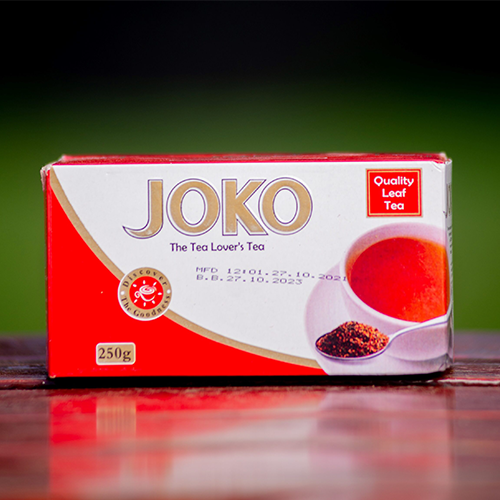 JOKO
The Tea Lover's Tea
Quality
Leaf
Tea
MFD 12:01.27.10.2021
B.B.27.10.2023
Discover
The Goodness
250g